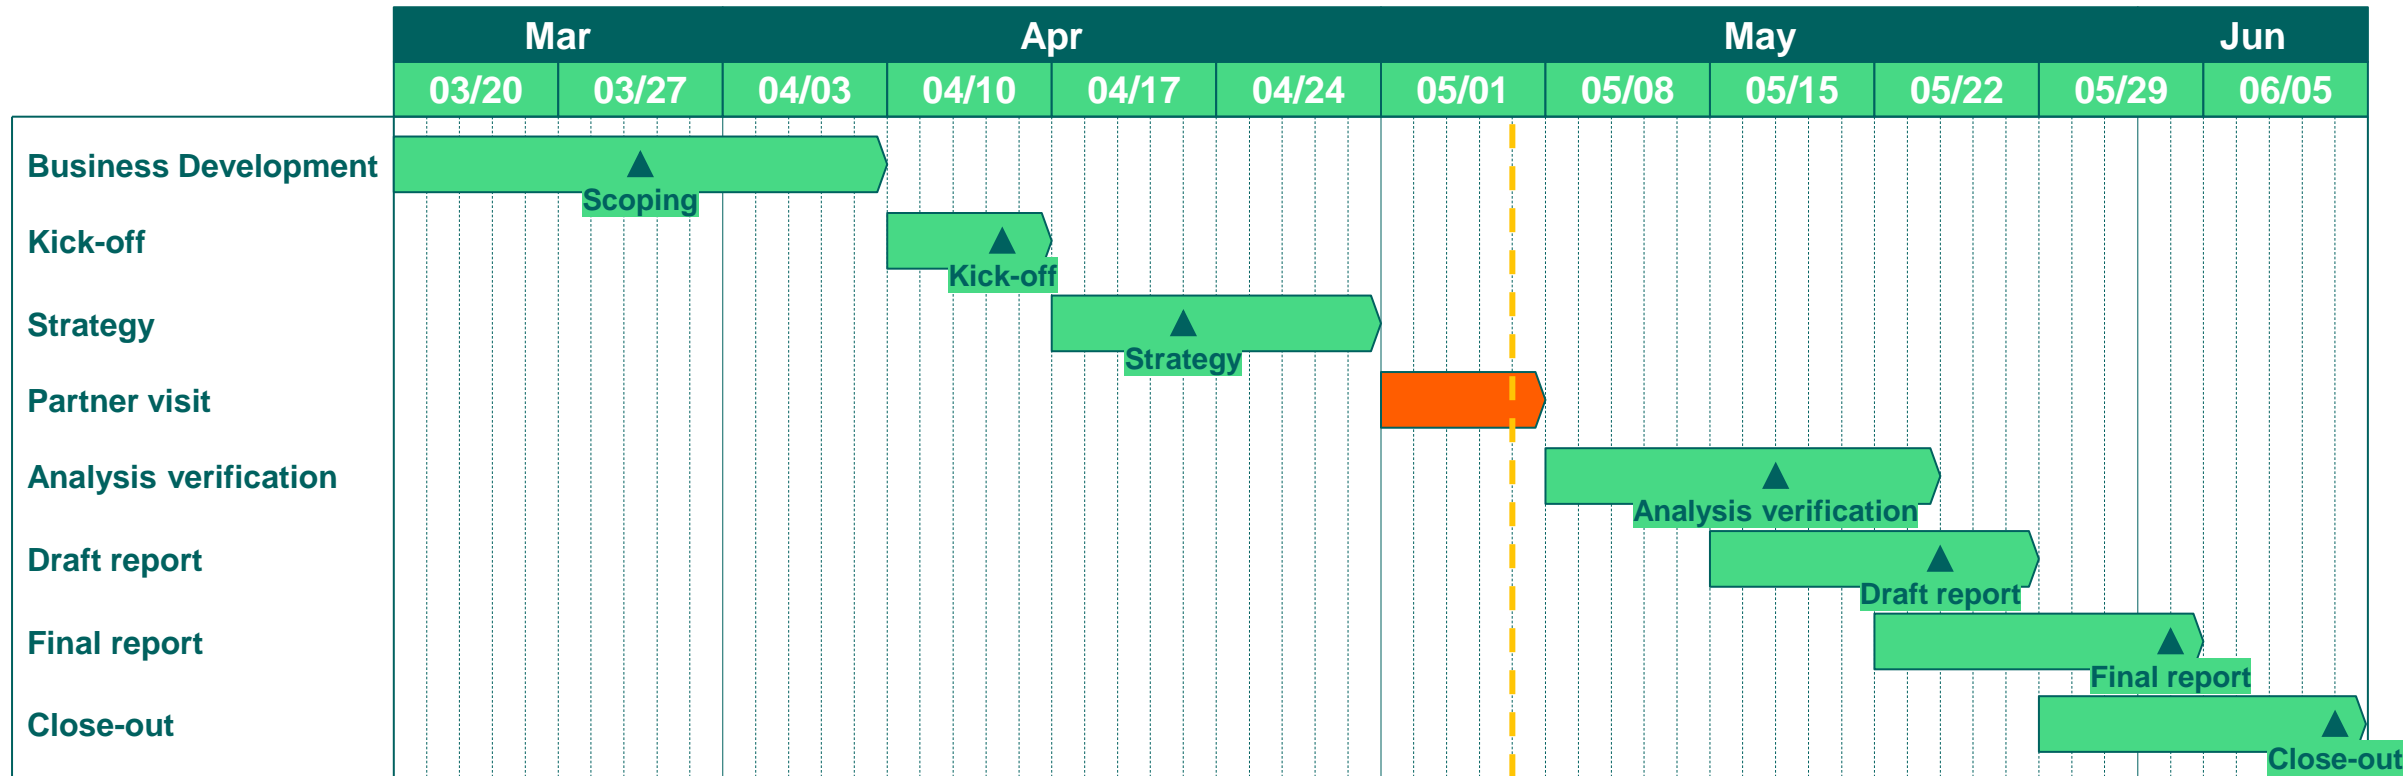 Mar Apr May Jun
03/20 03/27 04/03 04/10 04/17 04/24 05/01 05/08 05/15 05/22 05/29 06/05
Business Development
Scoping
Kick-off
Kick-off
Strategy
Strategy
Partner visit
Analysis verification
Analysis verification
Draft report
Draft report
Final report
Final report
Close-out
Close-out